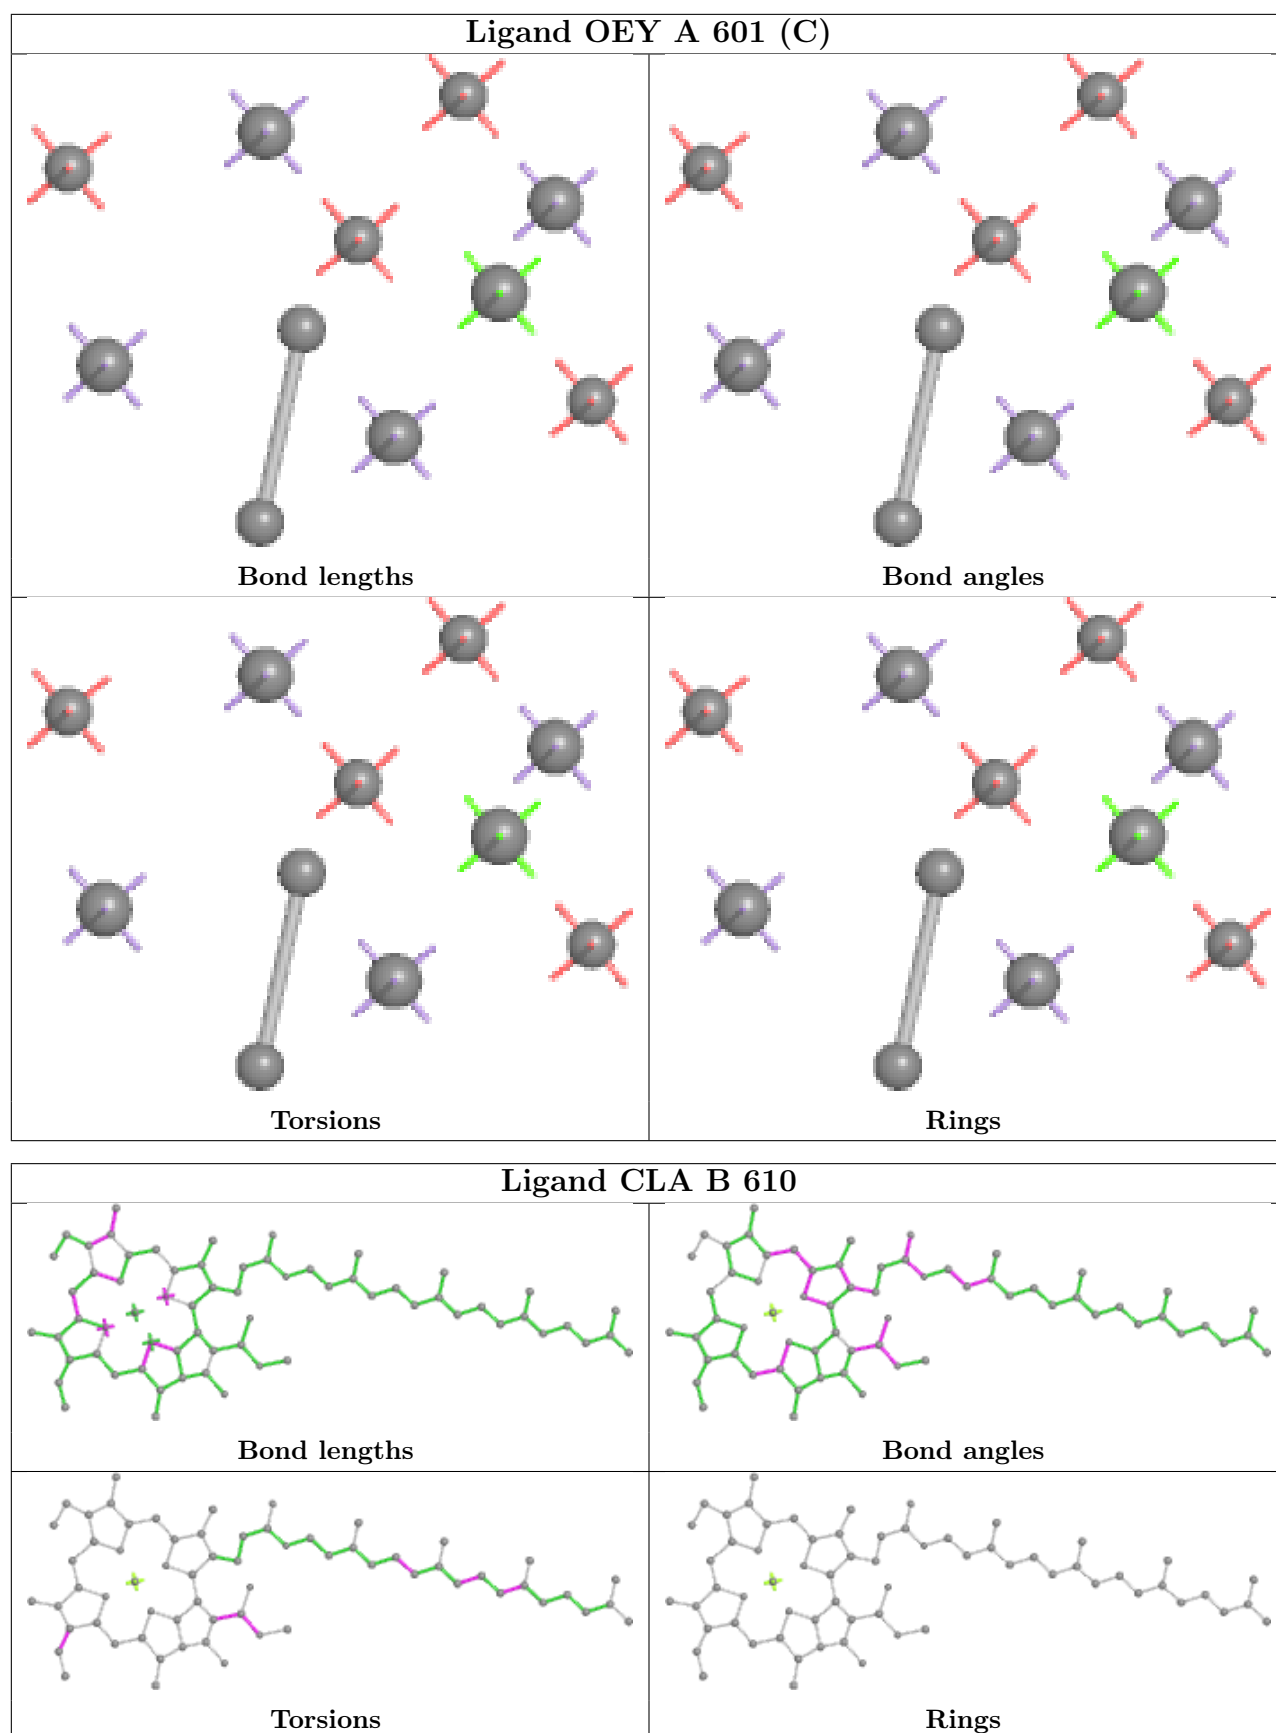 Ligand OEY A 601 (C)
Bond lengths
Bond angles
Torsions
Rings
Ligand CLA B 610
Bond lengths
Bond angles
Torsions
Rings